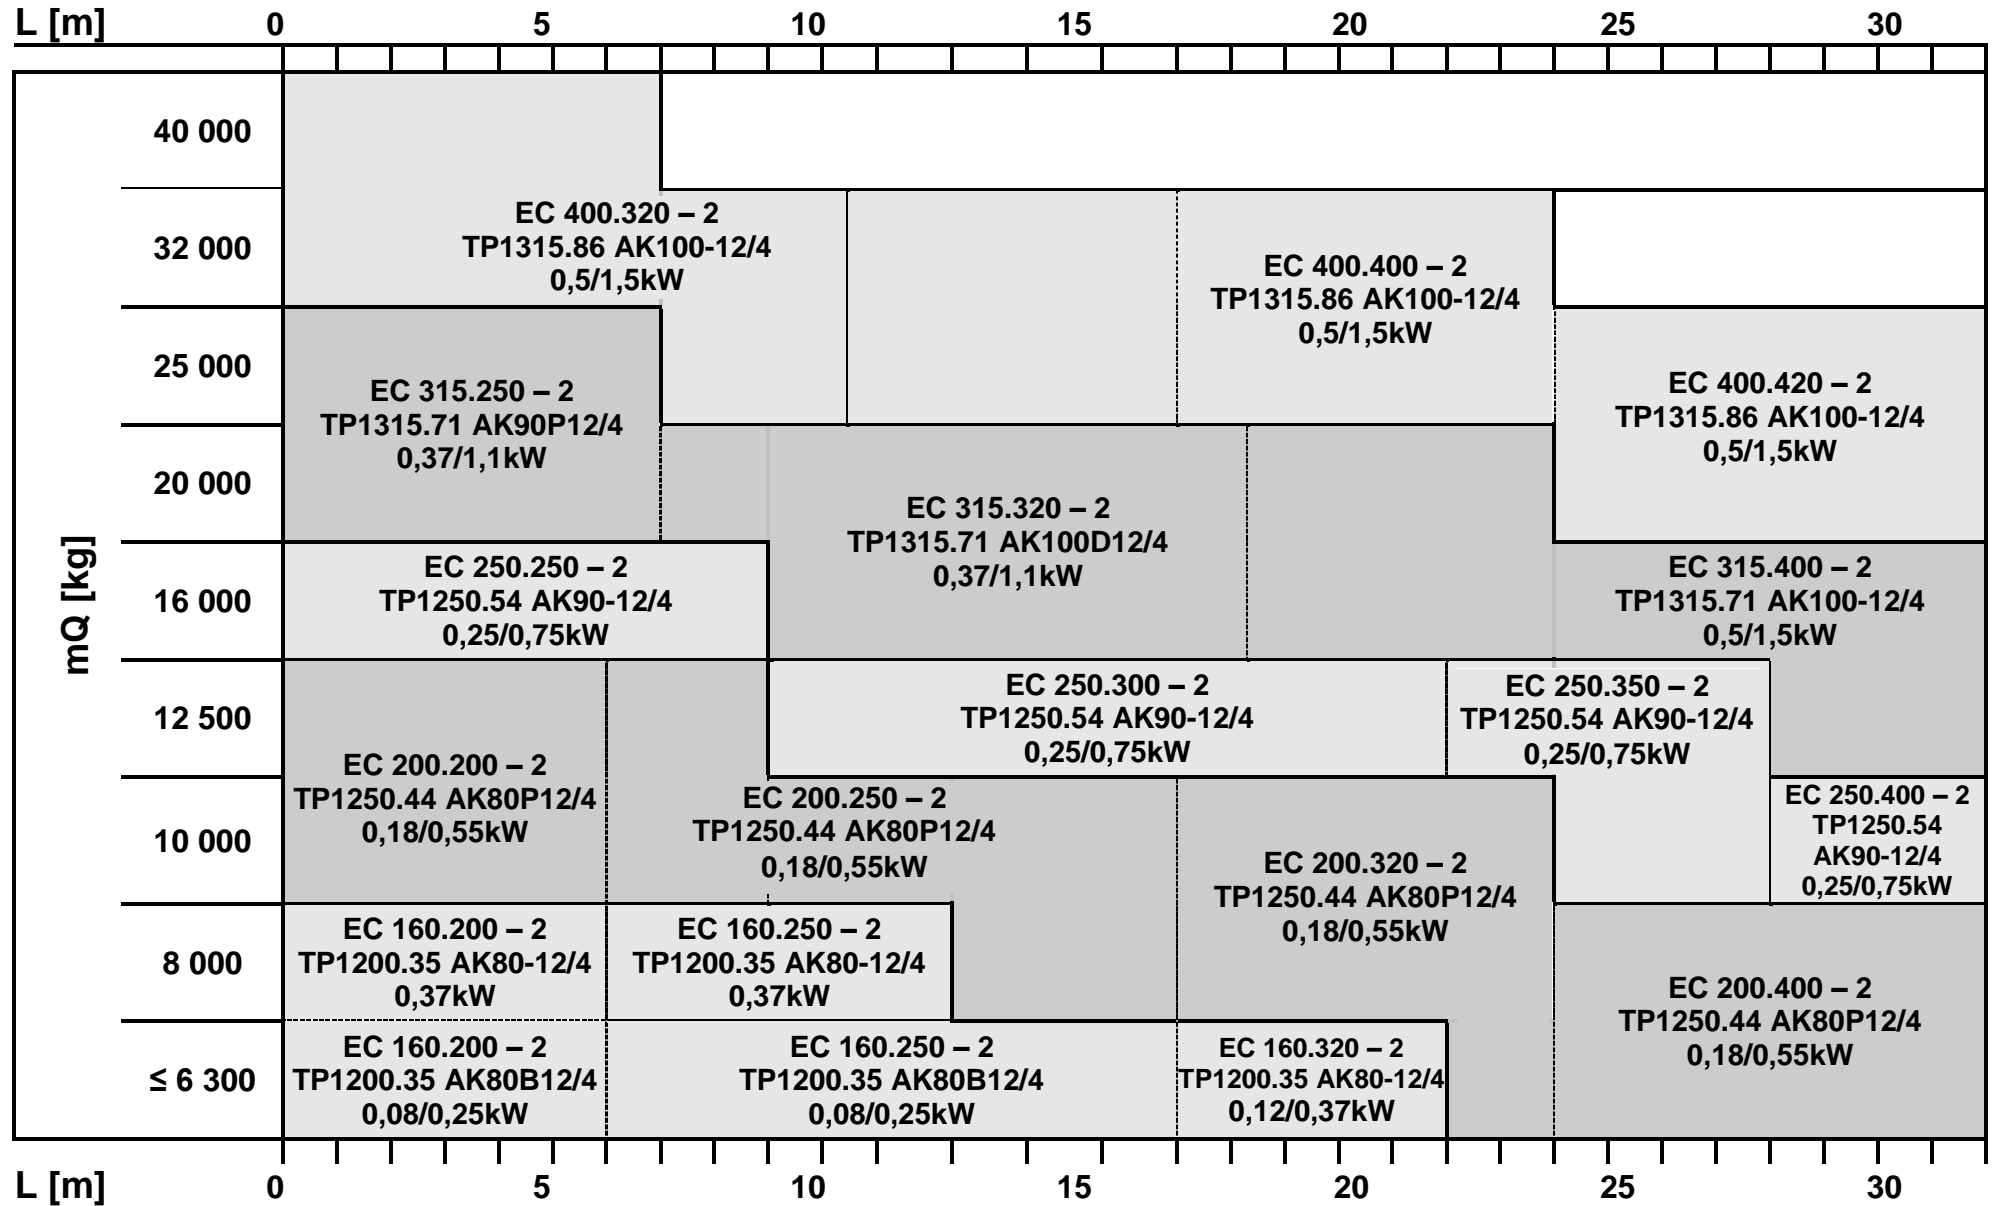 L [m] 0 5 10 15 20 25 30
40 000
32 000
25 000
20 000
16 000
12 500
10 000
8 000
≤ 6 300
mQ [kg]
EC 400.320 – 2
TP1315.86 AK100-12/4
0,5/1,5kW
EC 400.400 – 2
TP1315.86 AK100-12/4
0,5/1,5kW
EC 315.250 – 2
TP1315.71 AK90P12/4
0,37/1,1kW
EC 400.420 – 2
TP1315.86 AK100-12/4
0,5/1,5kW
EC 315.320 – 2
TP1315.71 AK100D12/4
0,37/1,1kW
EC 250.250 – 2
TP1250.54 AK90-12/4
0,25/0,75kW
EC 315.400 – 2
TP1315.71 AK100-12/4
0,5/1,5kW
EC 250.300 – 2
TP1250.54 AK90-12/4
0,25/0,75kW
EC 250.350 – 2
TP1250.54 AK90-12/4
0,25/0,75kW
EC 200.200 – 2
TP1250.44 AK80P12/4
0,18/0,55kW
EC 200.250 – 2
TP1250.44 AK80P12/4
0,18/0,55kW
EC 200.320 – 2
TP1250.44 AK80P12/4
0,18/0,55kW
EC 250.400 – 2
TP1250.54
AK90-12/4
0,25/0,75kW
EC 160.200 – 2
TP1200.35 AK80-12/4
0,37kW
EC 160.250 – 2
TP1200.35 AK80-12/4
0,37kW
EC 200.400 – 2
TP1250.44 AK80P12/4
0,18/0,55kW
EC 160.200 – 2
TP1200.35 AK80B12/4
0,08/0,25kW
EC 160.250 – 2
TP1200.35 AK80B12/4
0,08/0,25kW
EC 160.320 – 2
TP1200.35 AK80-12/4
0,12/0,37kW
L [m] 0 5 10 15 20 25 30